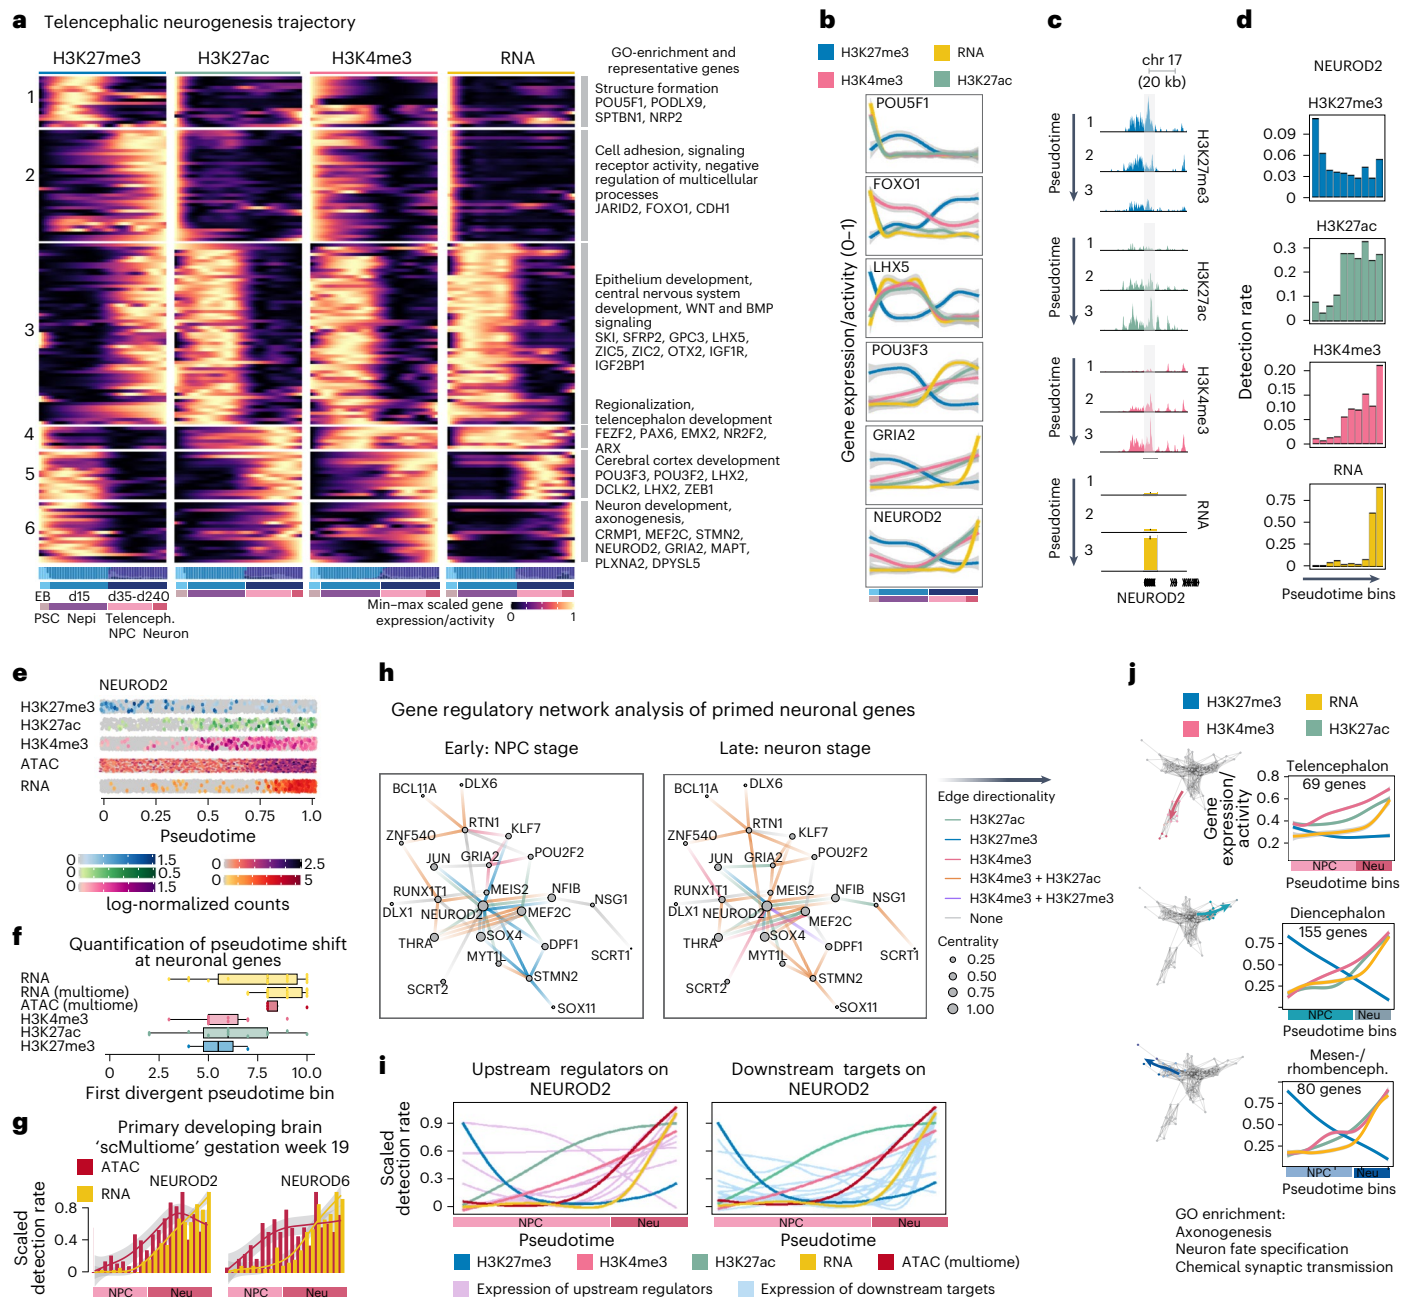 a Telencephalic neurogenesis trajectory
H3K27me3 H3K27ac H3K4me3 RNA
GO-enrichment and
representative genes
1
2
3
4
5
6
Structure formation
POU5F1, PODLX9,
SPTBN1, NRP2
Cell adhesion, signaling
receptor activity, negative
regulation of multicellular
processes
JARID2, FOXO1, CDH1
Epithelium development,
central nervous system
development, WNT and BMP
signaling
SKI, SFRP2, GPC3, LHX5,
ZIC5, ZIC2, OTX2, IGF1R,
IGF2BP1
Regionalization,
telencephalon development
FEZF2, PAX6, EMX2, NR2F2,
ARX
Cerebral cortex development
POU3F3, POU3F2, LHX2,
DCLK2, LHX2, ZEB1
Neuron development,
axonogenesis,
CRMP1, MEF2C, STMN2,
NEUROD2, GRIA2, MAPT,
PLXNA2, DPYSL5
EB d15 d35-d240
PSC Nepi Telenceph.
NPC Neuron
Min–max scaled gene
expression/activity
0 1
b
H3K27me3 RNA
H3K4me3 H3K27ac
Gene expression/activity (0–1)
POU5F1
FOXO1
LHX5
POU3F3
GRIA2
NEUROD2
c
chr 17
(20 kb)
Pseudotime
1
2
3
H3K27me3
Pseudotime
1
2
3
H3K27ac
Pseudotime
1
2
3
H3K4me3
Pseudotime
1
2
3
RNA
NEUROD2
d
NEUROD2
Detection rate
H3K27me3
0.09
0.06
0.03
0
H3K27ac
0.3
0.2
0.1
0
H3K4me3
0.20
0.15
0.10
0.05
0
RNA
0.75
0.50
0.25
0
Pseudotime bins
e
NEUROD2
H3K27me3
H3K27ac
H3K4me3
ATAC
RNA
0 0.25 0.5 0.75 1.0
Pseudotime
0 1.5
0 1.5
0 1.5
0 2.5
0 5
log-normalized counts
f
Quantification of pseudotime shift
at neuronal genes
RNA
RNA (multiome)
ATAC (multiome)
H3K4me3
H3K27ac
H3K27me3
0 2.5 5.0 7.5 10.0
First divergent pseudotime bin
g
Primary developing brain
‘scMultiome’ gestation week 19
ATAC
RNA
NEUROD2 NEUROD6
Scaled
detection rate
0.8
0.4
0
NPC Neu NPC Neu
h
Gene regulatory network analysis of primed neuronal genes
Early: NPC stage
BCL11A
DLX6
RTN1
ZNF540
KLF7
JUN
GRIA2
POU2F2
RUNX1T1
MEIS2
NFIB
NSG1
DLX1
NEUROD2
MEF2C
THRA
SOX4
DPF1
SCRT1
MYT1L
STMN2
SCRT2
SOX11
Late: neuron stage
BCL11A
DLX6
RTN1
ZNF540
KLF7
JUN
GRIA2
POU2F2
RUNX1T1
MEIS2
NFIB
NSG1
DLX1
NEUROD2
MEF2C
THRA
SOX4
DPF1
SCRT1
MYT1L
STMN2
SCRT2
SOX11
Edge directionality
H3K27ac
H3K27me3
H3K4me3
H3K4me3 + H3K27ac
H3K4me3 + H3K27me3
None
Centrality
0.25
0.50
0.75
1.00
i
Upstream regulators on
NEUROD2
Downstream targets on
NEUROD2
Scaled
detection rate
0.9
0.6
0.3
0
NPC Neu NPC Neu
Pseudotime Pseudotime
H3K27me3 H3K4me3 H3K27ac RNA ATAC (multiome)
Expression of upstream regulators Expression of downstream targets
j
H3K27me3 RNA
H3K4me3 H3K27ac
Gene
expression/
activity
Telencephalon
69 genes
0.8
0.6
0.4
0.2
NPC Neu
Pseudotime bins
Diencephalon
155 genes
0.75
0.50
0.25
NPC Neu
Pseudotime bins
Mesen-/
rhombenceph.
80 genes
0.75
0.50
0.25
NPC Neu
Pseudotime bins
GO enrichment:
Axonogenesis
Neuron fate specification
Chemical synaptic transmission